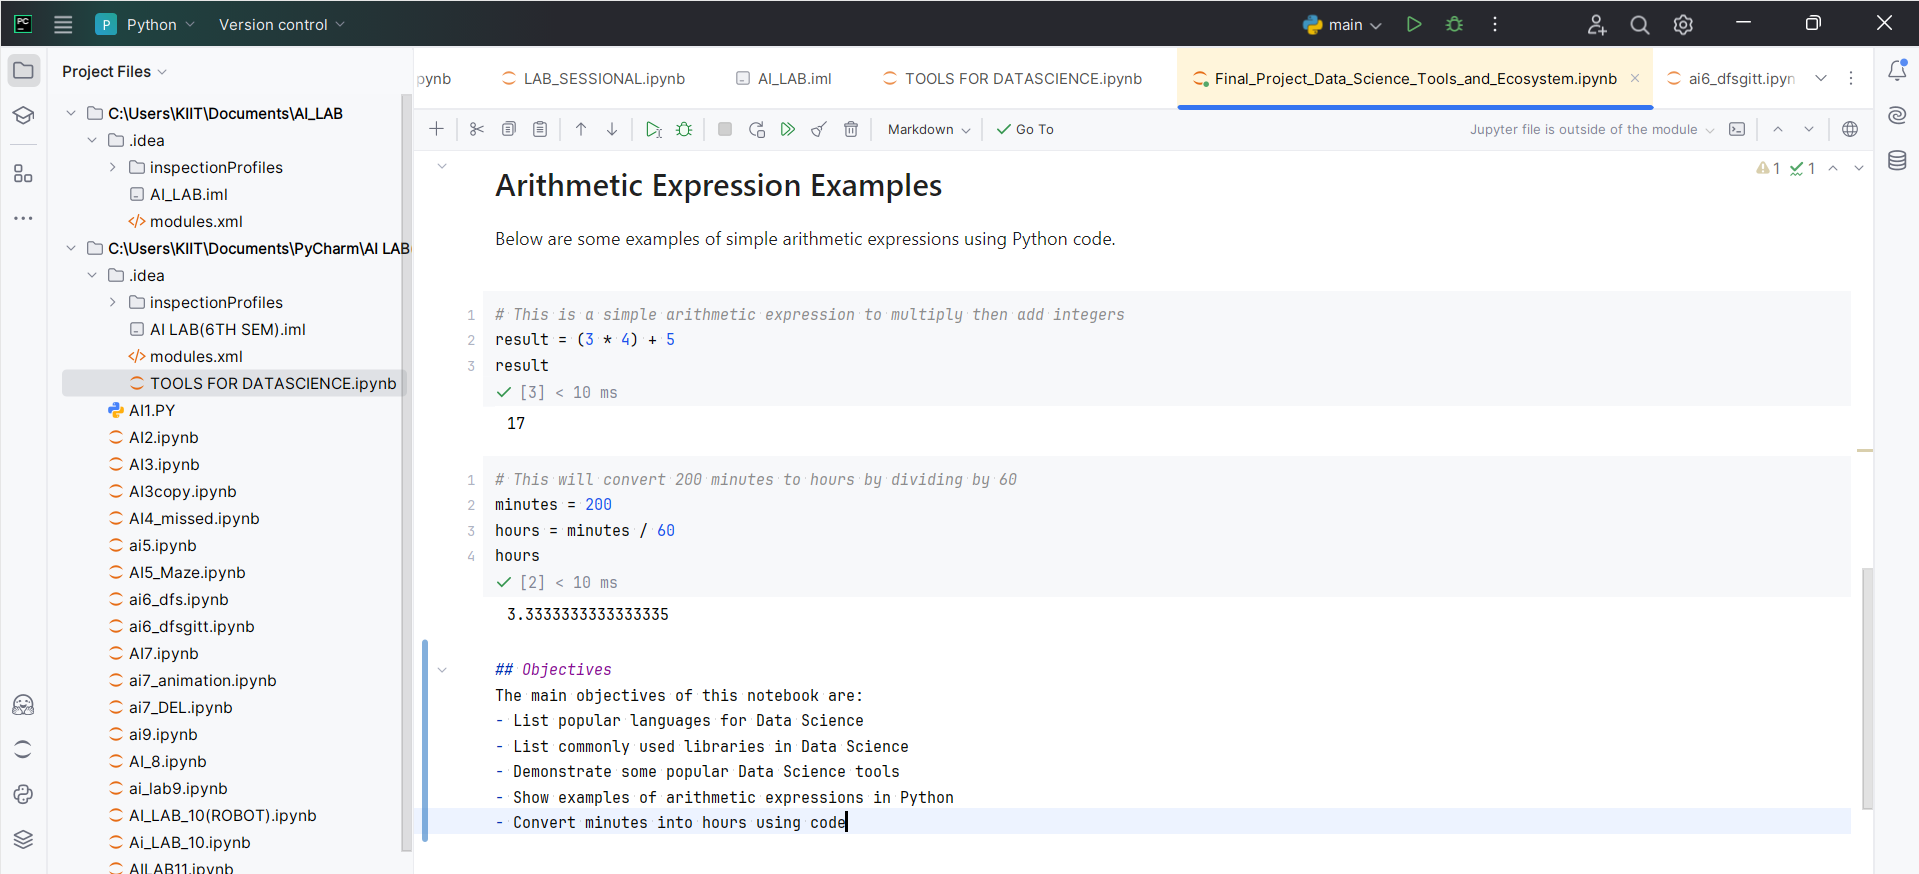 PC
P Python Version control main
Project Files
C:\Users\KIIT\Documents\AI_LAB
.idea
inspectionProfiles
AI_LAB.iml
modules.xml
C:\Users\KIIT\Documents\PyCharm\AI LAB
.idea
inspectionProfiles
AI LAB(6TH SEM).iml
modules.xml
TOOLS FOR DATASCIENCE.ipynb
AI1.PY
AI2.ipynb
AI3.ipynb
AI3copy.ipynb
AI4_missed.ipynb
ai5.ipynb
AI5_Maze.ipynb
ai6_dfs.ipynb
ai6_dfsgitt.ipynb
AI7.ipynb
ai7_animation.ipynb
ai7_DEL.ipynb
ai9.ipynb
AI_8.ipynb
ai_lab9.ipynb
AI_LAB_10(ROBOT).ipynb
Ai_LAB_10.ipynb
AILAB11.ipynb
pynb LAB_SESSIONAL.ipynb AI_LAB.iml TOOLS FOR DATASCIENCE.ipynb Final_Project_Data_Science_Tools_and_Ecosystem.ipynb ai6_dfsgitt.ipyn
Markdown Go To Jupyter file is outside of the module
1 1
Arithmetic Expression Examples
Below are some examples of simple arithmetic expressions using Python code.
1 # This is a simple arithmetic expression to multiply then add integers
2 result = (3 * 4) + 5
3 result
[3] < 10 ms
17
1 # This will convert 200 minutes to hours by dividing by 60
2 minutes = 200
3 hours = minutes / 60
4 hours
[2] < 10 ms
3.3333333333333335
## Objectives
The main objectives of this notebook are:
- List popular languages for Data Science
- List commonly used libraries in Data Science
- Demonstrate some popular Data Science tools
- Show examples of arithmetic expressions in Python
- Convert minutes into hours using code